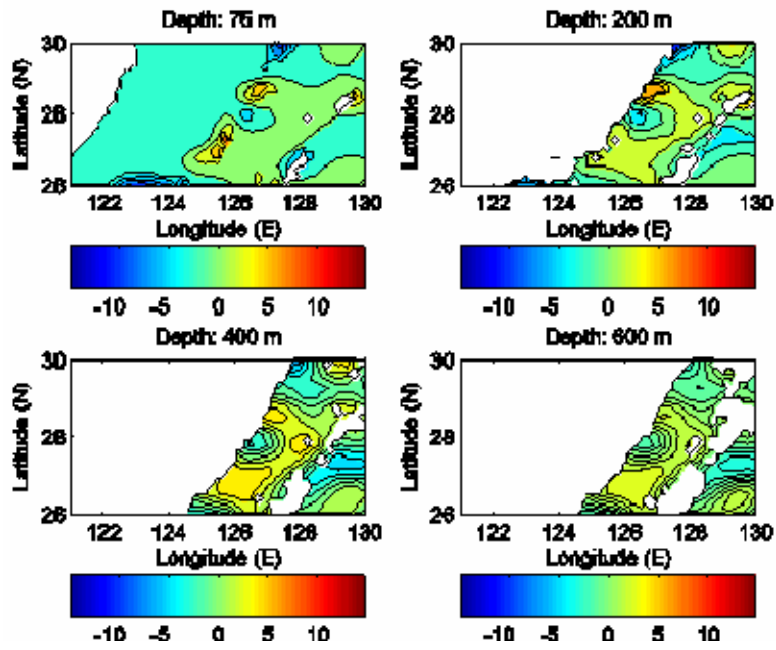 Depth: 75 m
Depth: 200 m
30
28
26
Latitude (N)
122 124 126 128 130
Longitude (E)
30
28
26
Latitude (N)
122 124 126 128 130
Longitude (E)
-10 -5 0 5 10
-10 -5 0 5 10
Depth: 400 m
Depth: 600 m
30
28
26
Latitude (N)
122 124 126 128 130
Longitude (E)
30
28
26
Latitude (N)
122 124 126 128 130
Longitude (E)
-10 -5 0 5 10
-10 -5 0 5 10